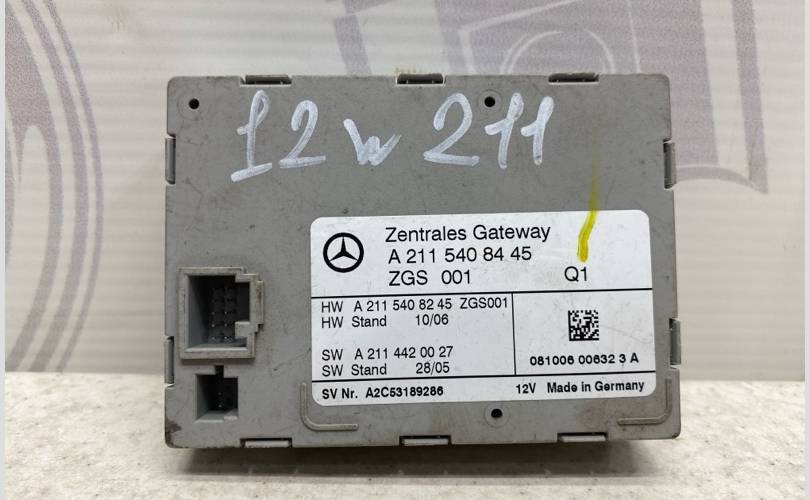 12 w 211
Zentrales Gateway
A 211 540 84 45
ZGS 001 Q1
HW A 211 540 82 45 ZGS001
HW Stand 10/06
SW A 211 442 00 27
SW Stand 28/05
081006 00632 3 A
SV Nr. A2C53189286 12V Made in Germany